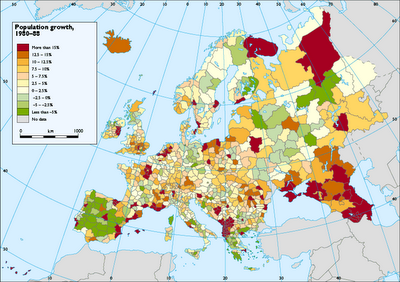 Population growth,
1980–88
More than 15%
12.5 – 15%
10 – 12.5%
7.5 – 10%
5 – 7.5%
2.5 – 5%
0 – 2.5%
-2.5 – 0%
-5 – -2.5%
Less than -5%
No data
0 km 1000